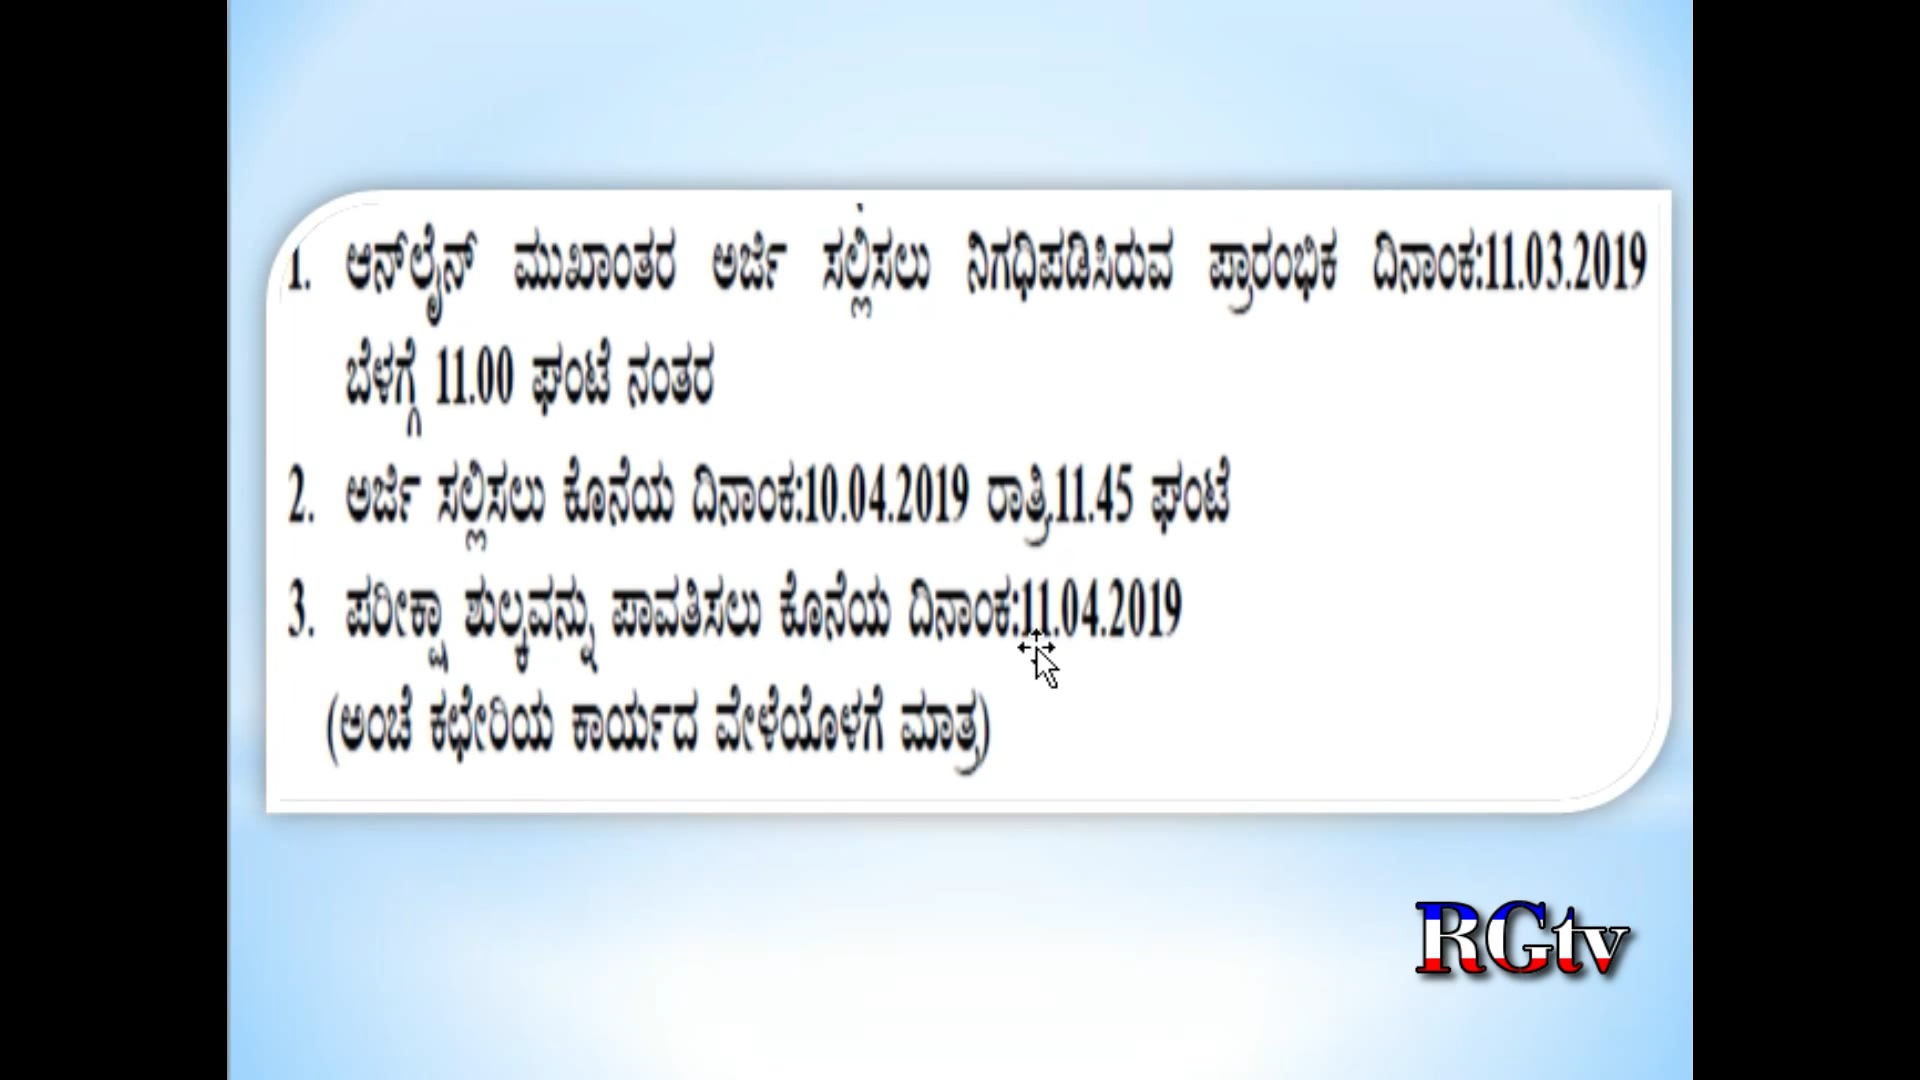 1. ಆನ್‌ಲೈನ್ ಮುಖಾಂತರ ಅರ್ಜಿ ಸಲ್ಲಿಸಲು ನಿಗಧಿಪಡಿಸಿರುವ ಪ್ರಾರಂಭಿಕ ದಿನಾಂಕ:11.03.2019
ಬೆಳಗ್ಗೆ 11.00 ಘಂಟೆ ನಂತರ
2. ಅರ್ಜಿ ಸಲ್ಲಿಸಲು ಕೊನೆಯ ದಿನಾಂಕ:10.04.2019 ರಾತ್ರಿ.11.45 ಘಂಟೆ
3. ಪರೀಕ್ಷಾ ಶುಲ್ಕವನ್ನು ಪಾವತಿಸಲು ಕೊನೆಯ ದಿನಾಂಕ:11.04.2019
(ಅಂಚೆ ಕಛೇರಿಯ ಕಾರ್ಯದ ವೇಳೆಯೊಳಗೆ ಮಾತ್ರ)
RGtv